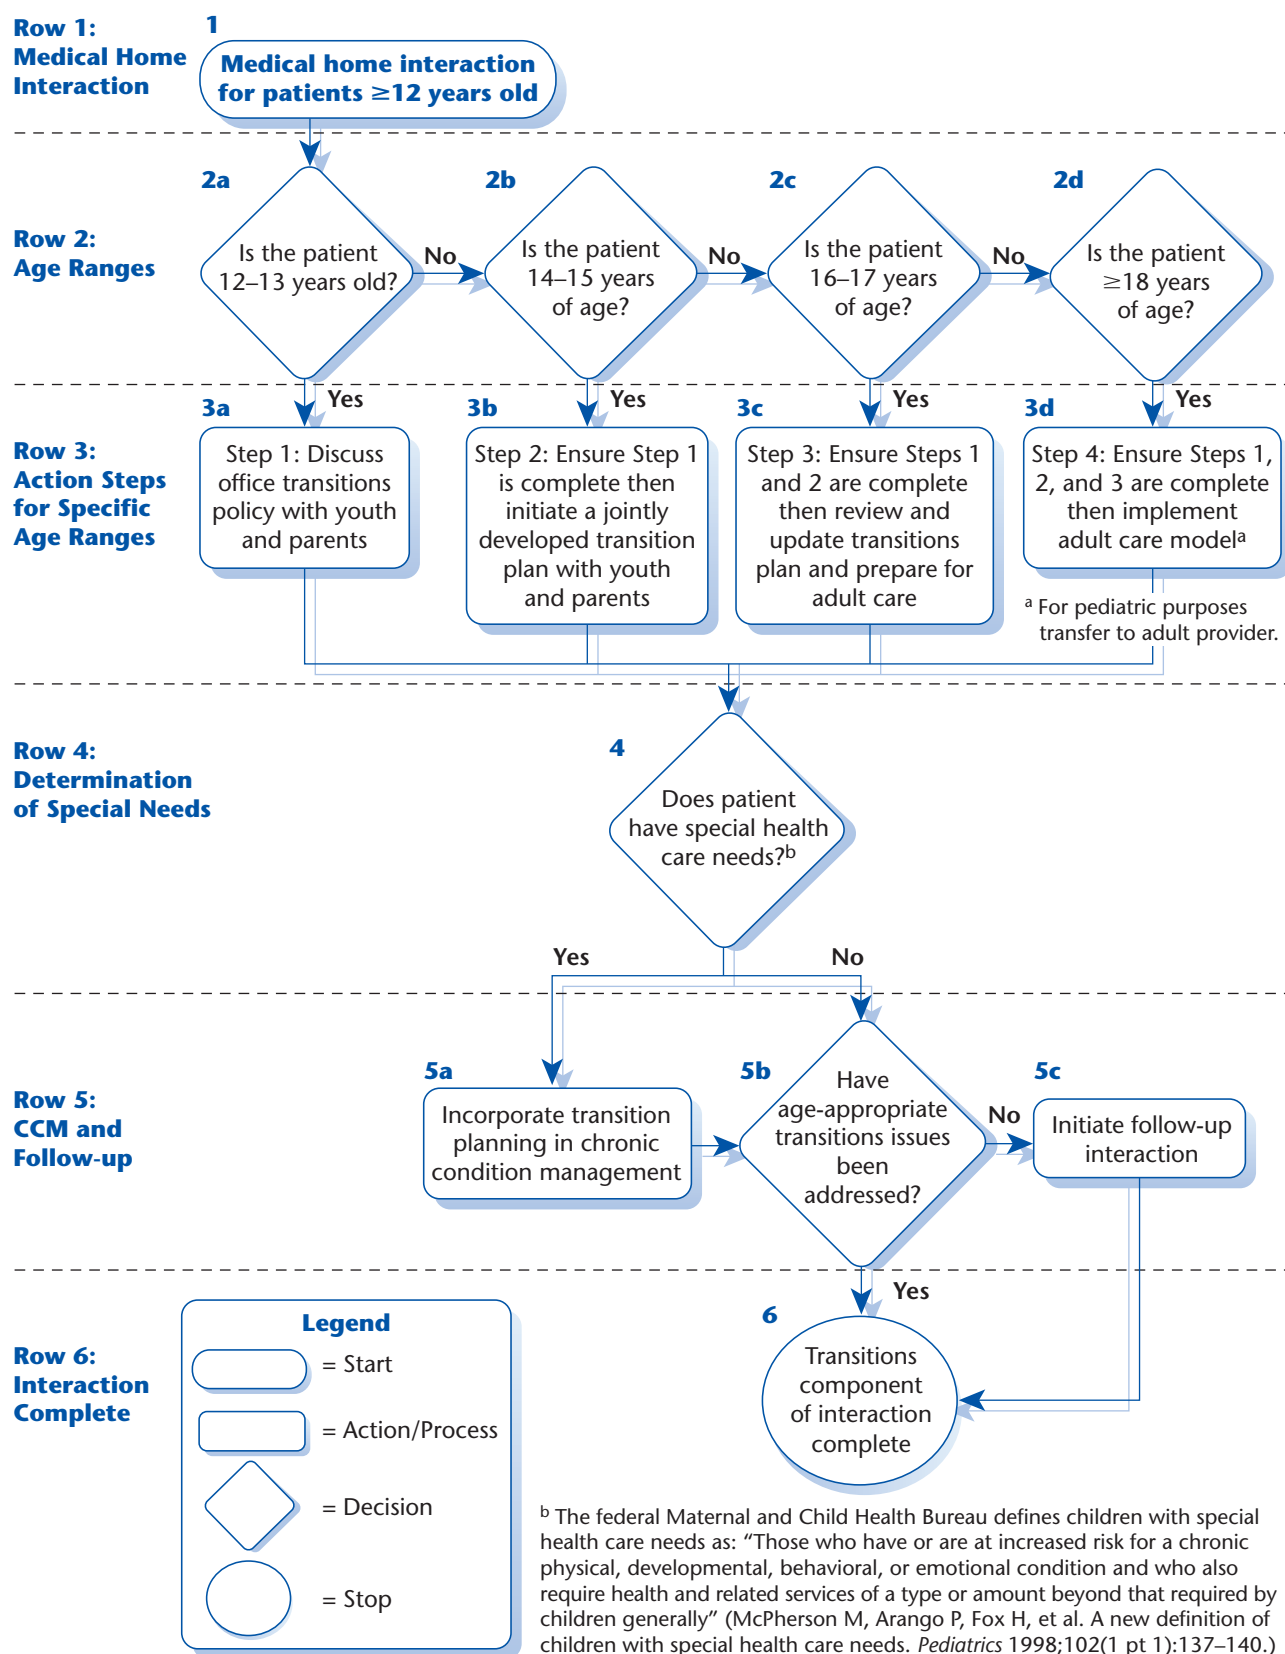 Row 1:
Medical Home
Interaction
1
Medical home interaction
for patients ≥12 years old
Row 2:
Age Ranges
2a
Is the patient
12–13 years old?
No
2b
Is the patient
14–15 years
of age?
No
2c
Is the patient
16–17 years
of age?
No
2d
Is the patient
≥18 years
of age?
Yes
Yes
Yes
Yes
Row 3:
Action Steps
for Specific
Age Ranges
3a
Step 1: Discuss
office transitions
policy with youth
and parents
3b
Step 2: Ensure Step 1
is complete then
initiate a jointly
developed transition
plan with youth
and parents
3c
Step 3: Ensure Steps 1
and 2 are complete
then review and
update transitions
plan and prepare for
adult care
3d
Step 4: Ensure Steps 1,
2, and 3 are complete
then implement
adult care modelᵃ
ᵃ For pediatric purposes
transfer to adult provider.
Row 4:
Determination
of Special Needs
4
Does patient
have special health
care needs?ᵇ
Yes
No
Row 5:
CCM and
Follow-up
5a
Incorporate transition
planning in chronic
condition management
5b
Have
age-appropriate
transitions issues
been
addressed?
No
5c
Initiate follow-up
interaction
Yes
Row 6:
Interaction
Complete
Legend
= Start
= Action/Process
= Decision
= Stop
6
Transitions
component
of interaction
complete
ᵇ The federal Maternal and Child Health Bureau defines children with special
health care needs as: “Those who have or are at increased risk for a chronic
physical, developmental, behavioral, or emotional condition and who also
require health and related services of a type or amount beyond that required by
children generally” (McPherson M, Arango P, Fox H, et al. A new definition of
children with special health care needs. Pediatrics 1998;102(1 pt 1):137–140.)